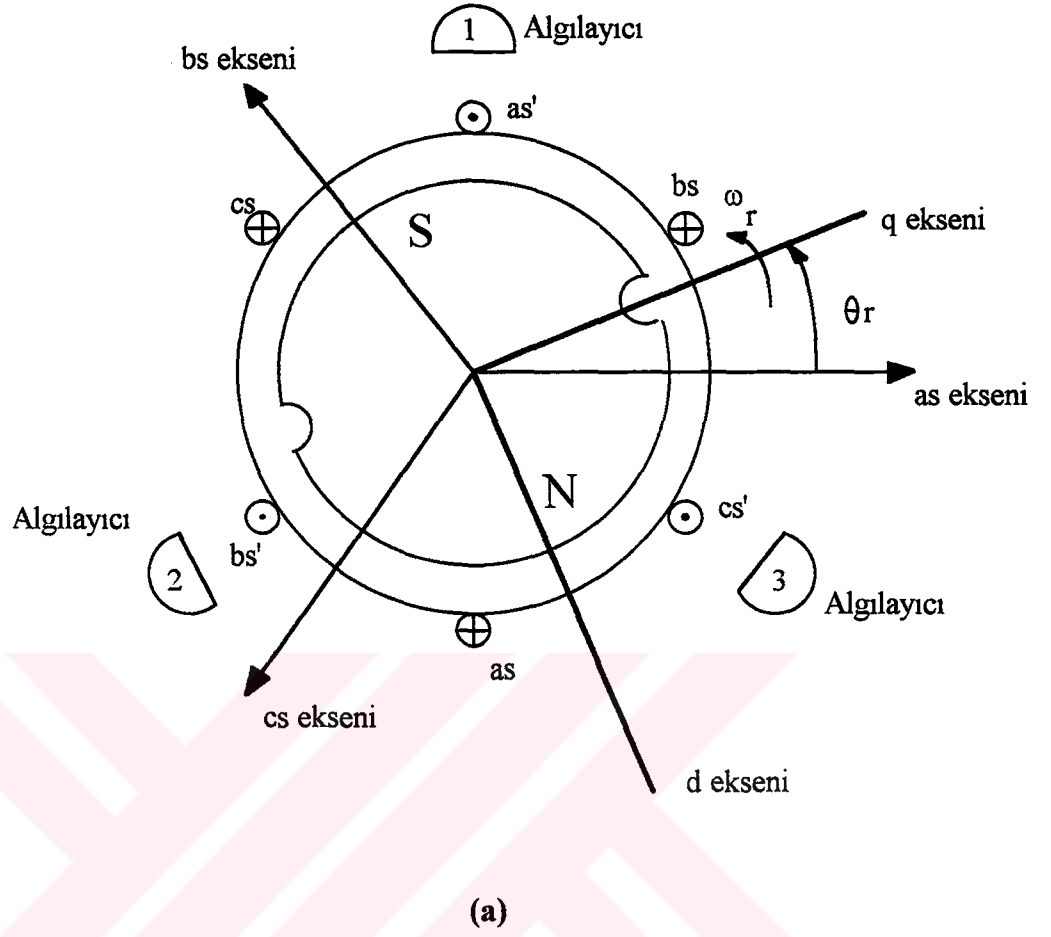 1 Algılayıcı
bs ekseni
as'
cs
bs
ω r
q ekseni
S
θr
as ekseni
N
Algılayıcı
2
bs'
cs'
3
Algılayıcı
as
cs ekseni
d ekseni
(a)